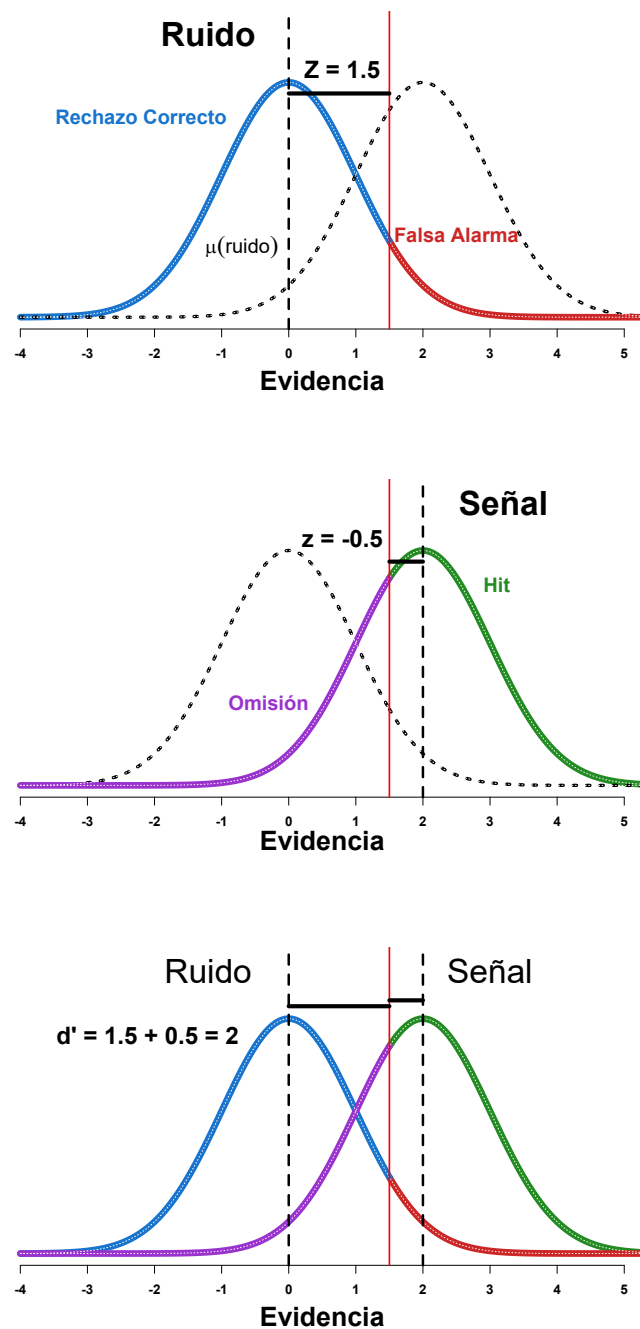 Ruido
Z = 1.5
Rechazo Correcto
Falsa Alarma
μ(ruido)
-4 -3 -2 -1 0 1 2 3 4 5
Evidencia
Señal
z = -0.5
Hit
Omisión
-4 -3 -2 -1 0 1 2 3 4 5
Evidencia
Ruido Señal
d' = 1.5 + 0.5 = 2
-4 -3 -2 -1 0 1 2 3 4 5
Evidencia